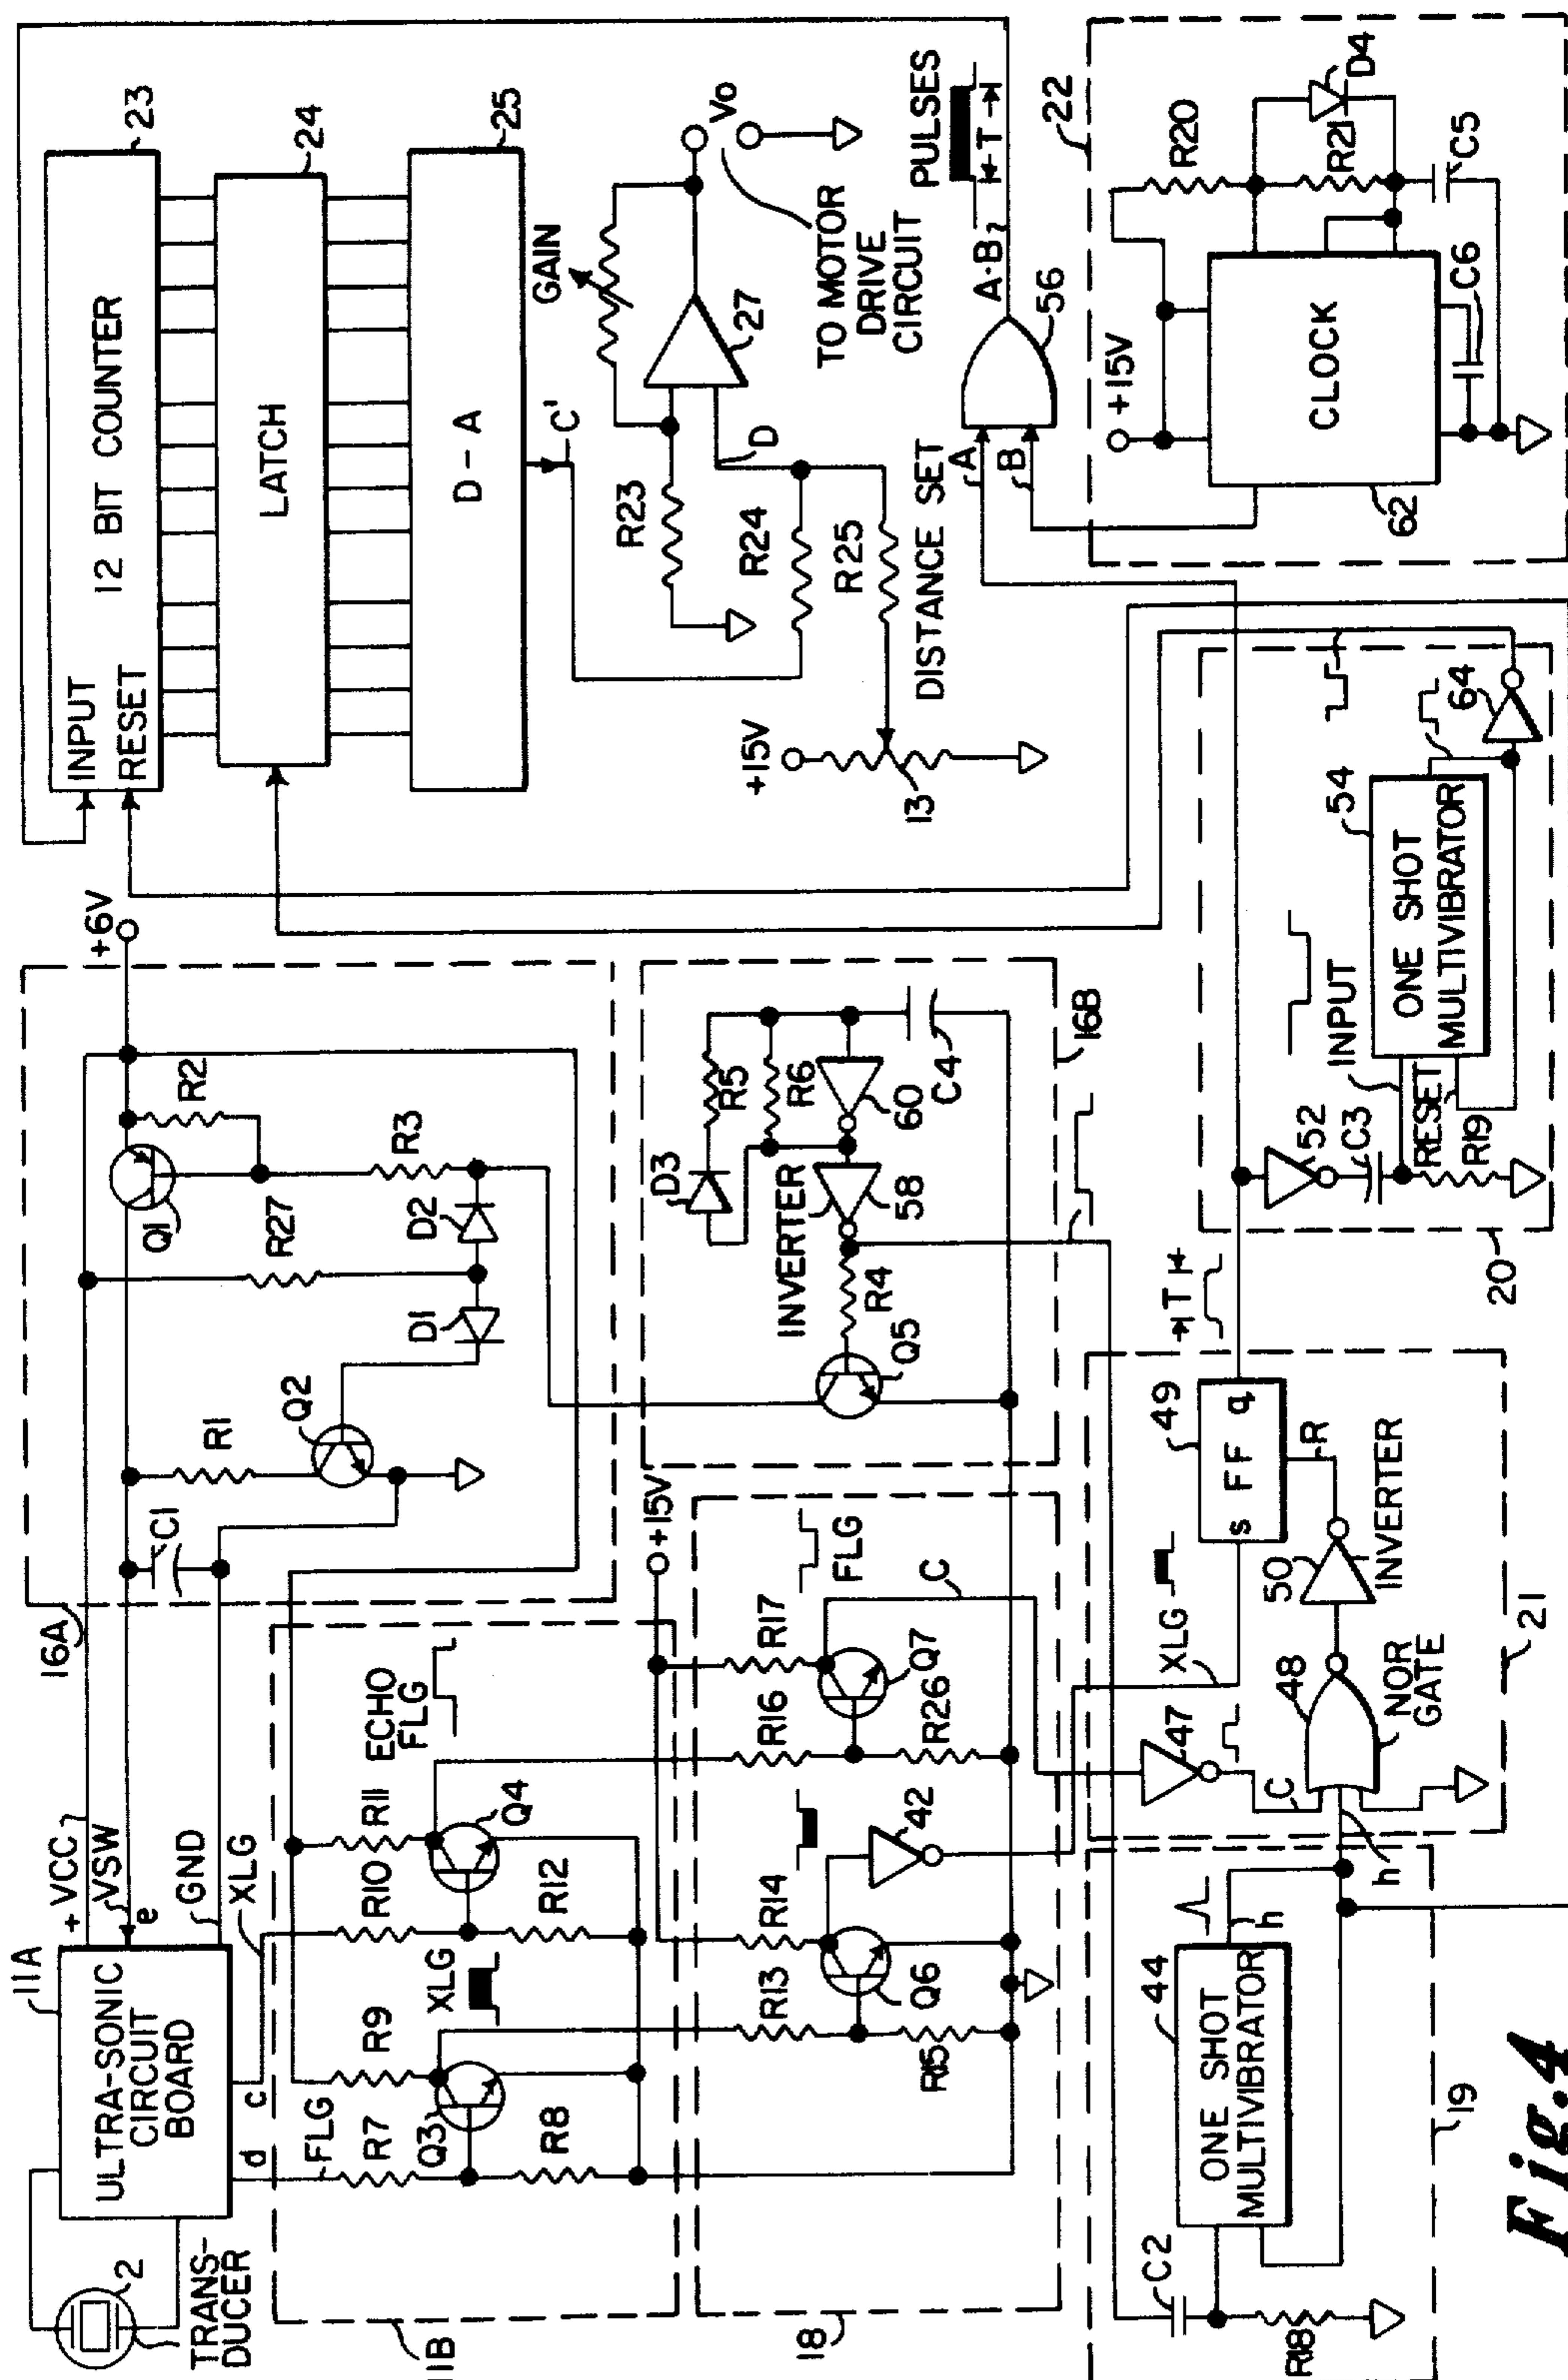 11A
ULTRA-SONIC
CIRCUIT
BOARD
2
TRANS-
DUCER
+ VCC
VSW
e
GND
XLG
d
c
FLG
16A
C1
R1
Q2
D1
R27
D2
Q1
R2
R3
+6V
R7
Q3
R8
R9
XLG
R10
R11
R12
Q4
ECHO
FLG
11B
+15V
R13
R14
R15
Q6
42
R16
R17
R26
Q7
FLG
C
18
D3
R5
R6
INVERTER
58
60
R4
Q5
C4
16B
INPUT
RESET
12 BIT COUNTER
23
LATCH
24
D-A
25
C'
GAIN
R23
27
D
Vo
TO MOTOR
DRIVE
CIRCUIT
R24
R25
+15V
13
DISTANCE SET
A
B
A·B
56
PULSES
T
22
+15V
R20
R21
D4
C5
C6
CLOCK
62
C2
R18
44
ONE SHOT
MULTIVIBRATOR
h
h
19
47
C
48
NOR
GATE
XLG
50
INVERTER
R
49
s FF q
21
T
52
C3
R19
INPUT
RESET
ONE SHOT
MULTIVIBRATOR
54
64
20
Fig.4